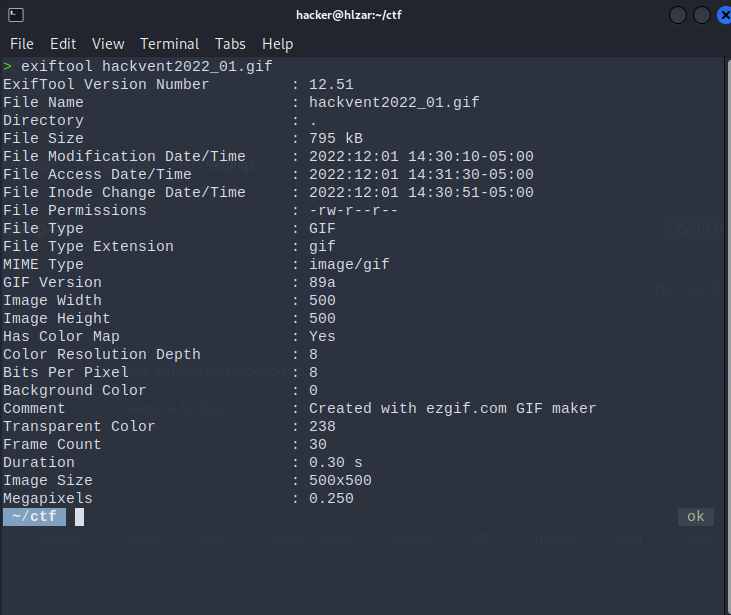 hacker@hlzar:~/ctf
File Edit View Terminal Tabs Help
> exiftool hackvent2022_01.gif
ExifTool Version Number : 12.51
File Name : hackvent2022_01.gif
Directory : .
File Size : 795 kB
File Modification Date/Time : 2022:12:01 14:30:10-05:00
File Access Date/Time : 2022:12:01 14:31:30-05:00
File Inode Change Date/Time : 2022:12:01 14:30:51-05:00
File Permissions : -rw-r--r--
File Type : GIF
File Type Extension : gif
MIME Type : image/gif
GIF Version : 89a
Image Width : 500
Image Height : 500
Has Color Map : Yes
Color Resolution Depth : 8
Bits Per Pixel : 8
Background Color : 0
Comment : Created with ezgif.com GIF maker
Transparent Color : 238
Frame Count : 30
Duration : 0.30 s
Image Size : 500x500
Megapixels : 0.250
~/ctf ok